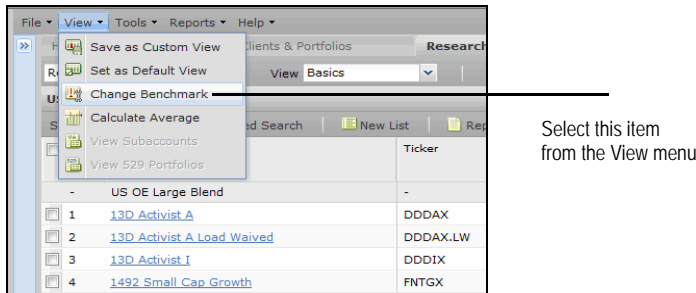 File View Tools Reports Help
Clients & Portfolios Research
Save as Custom View
Set as Default View
View Basics
Change Benchmark
Calculate Average
ed Search New List Rep
View Subaccounts
Ticker
View 529 Portfolios
- US OE Large Blend -
1 13D Activist A DDDAX
2 13D Activist A Load Waived DDDAX.LW
3 13D Activist I DDDIX
4 1492 Small Cap Growth FNTGX
Select this item
from the View menu